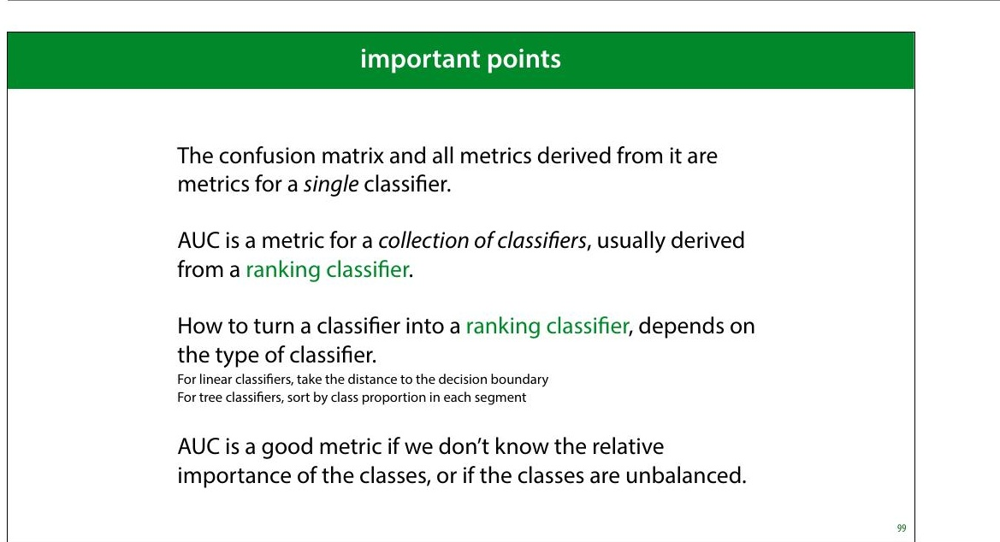 important points
The confusion matrix and all metrics derived from it are
metrics for a single classifier.
AUC is a metric for a collection of classifiers, usually derived
from a ranking classifier.
How to turn a classifier into a ranking classifier, depends on
the type of classifier.
For linear classifiers, take the distance to the decision boundary
For tree classifiers, sort by class proportion in each segment
AUC is a good metric if we don’t know the relative
importance of the classes, or if the classes are unbalanced.
99